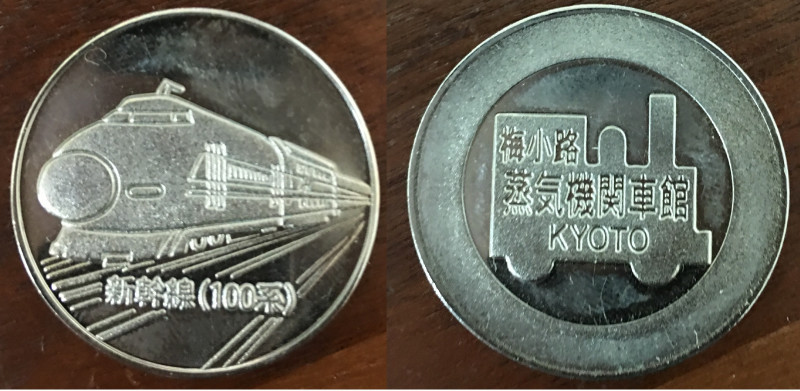 新幹線(100系)
梅小路
蒸気機関車館
KYOTO